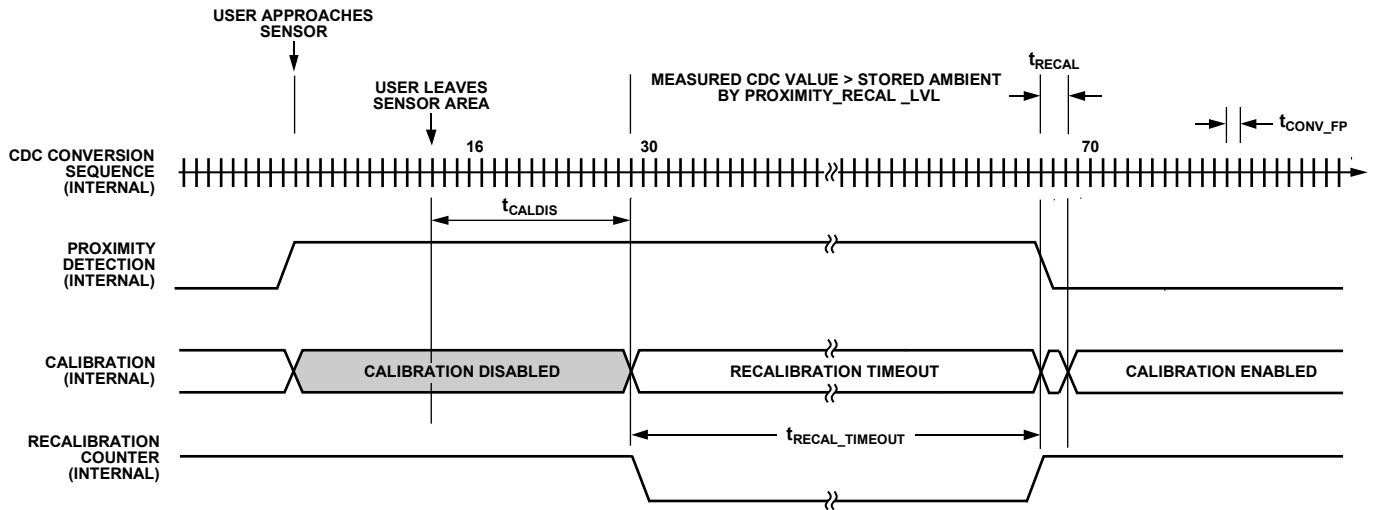 USER APPROACHES
SENSOR
USER LEAVES
SENSOR AREA
MEASURED CDC VALUE > STORED AMBIENT
BY PROXIMITY_RECAL _LVL
tRECAL
tCONV_FP
CDC CONVERSION
SEQUENCE
(INTERNAL)
16
30
70
tCALDIS
PROXIMITY
DETECTION
(INTERNAL)
CALIBRATION
(INTERNAL)
CALIBRATION DISABLED
RECALIBRATION TIMEOUT
CALIBRATION ENABLED
RECALIBRATION
COUNTER
(INTERNAL)
tRECAL_TIMEOUT